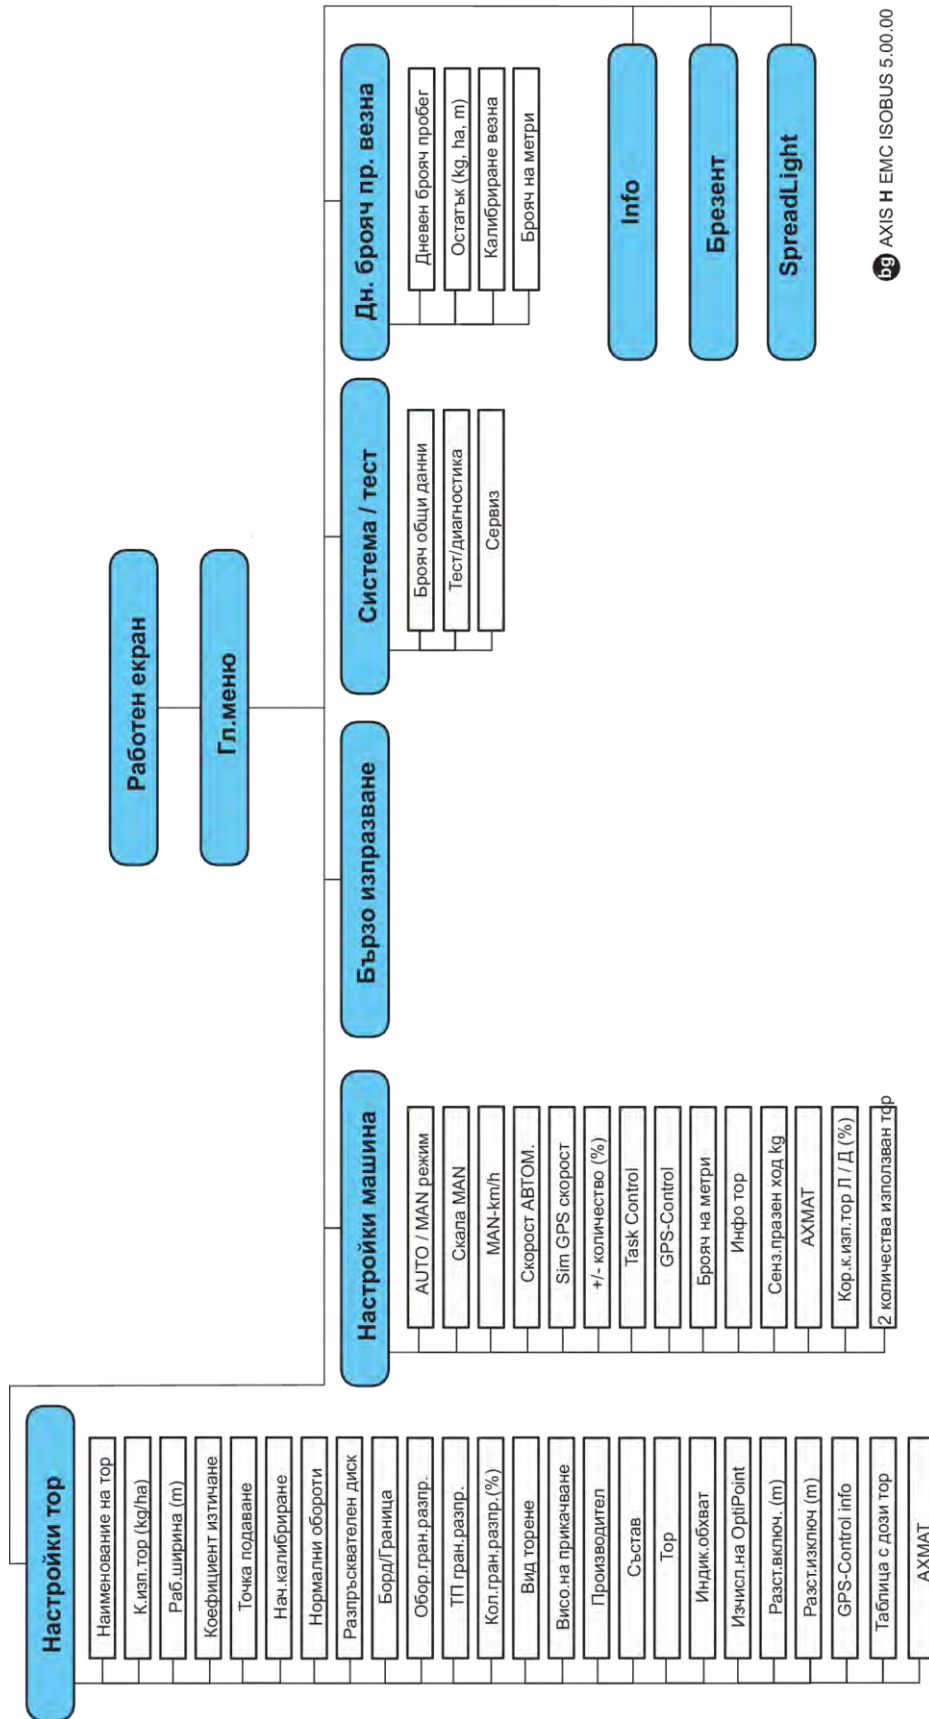 Работен екран
Гл.меню
Настройки тор
Наименование на тор
К.изп.тор (kg/ha)
Раб.ширина (m)
Коефициент изтичане
Точка подаване
Нач.калибриране
Нормални обороти
Разпръсквателен диск
Борд/Граница
Обор.гран.разпр.
ТП гран.разпр.
Кол.гран.разпр.(%)
Вид торене
Висо.на прикачване
Производител
Състав
Тор
Индик.обхват
Изчисл.на OptiPoint
Разст.включ. (m)
Разст.изключ (m)
GPS-Control info
Таблица с дози тор
AXMAT
Настройки машина
AUTO / MAN режим
Скала MAN
MAN-km/h
Скорост АВТОМ.
Sim GPS скорост
+/- количество (%)
Task Control
GPS-Control
Брояч на метри
Инфо тор
Сенз.празен ход kg
AXMAT
Кор.к.изп.тор Л / Д (%)
2 количества използван тор
Бързо изпразване
Система / тест
Брояч общи данни
Тест/диагностика
Сервиз
Дн. брояч пр. везна
Дневен брояч пробег
Остатък (kg, ha, m)
Калибриране везна
Брояч на метри
Info
Брезент
SpreadLight
bg AXIS H EMC ISOBUS 5.00.00